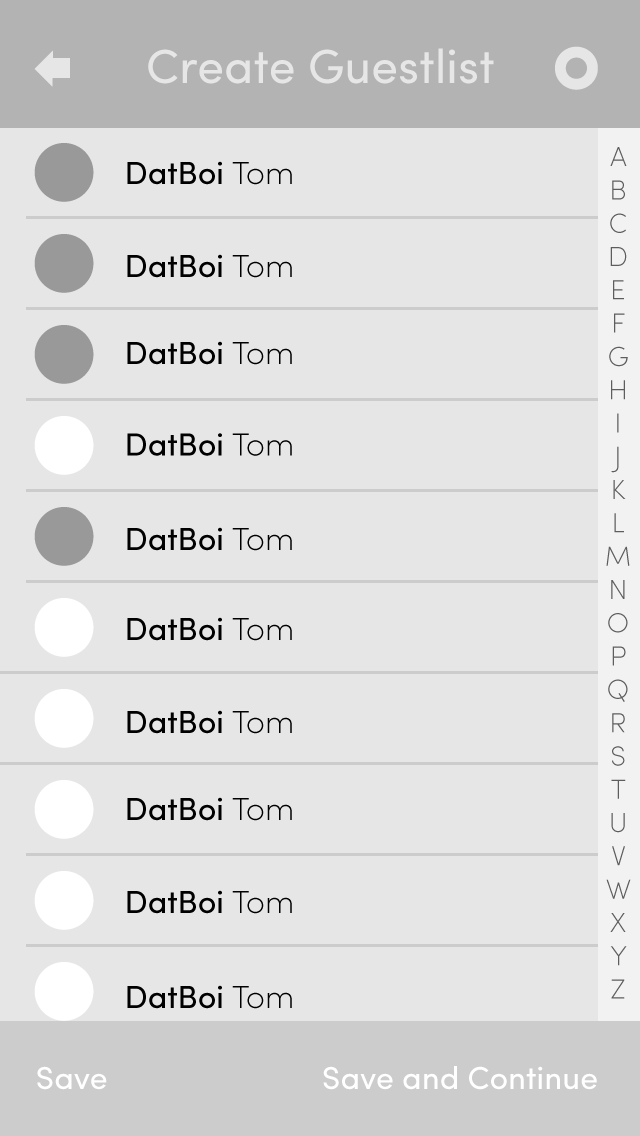 Create Guestlist
DatBoi Tom
DatBoi Tom
DatBoi Tom
DatBoi Tom
DatBoi Tom
DatBoi Tom
DatBoi Tom
DatBoi Tom
DatBoi Tom
DatBoi Tom
A
B
C
D
E
F
G
H
I
J
K
L
M
N
O
P
Q
R
S
T
U
V
W
X
Y
Z
Save
Save and Continue